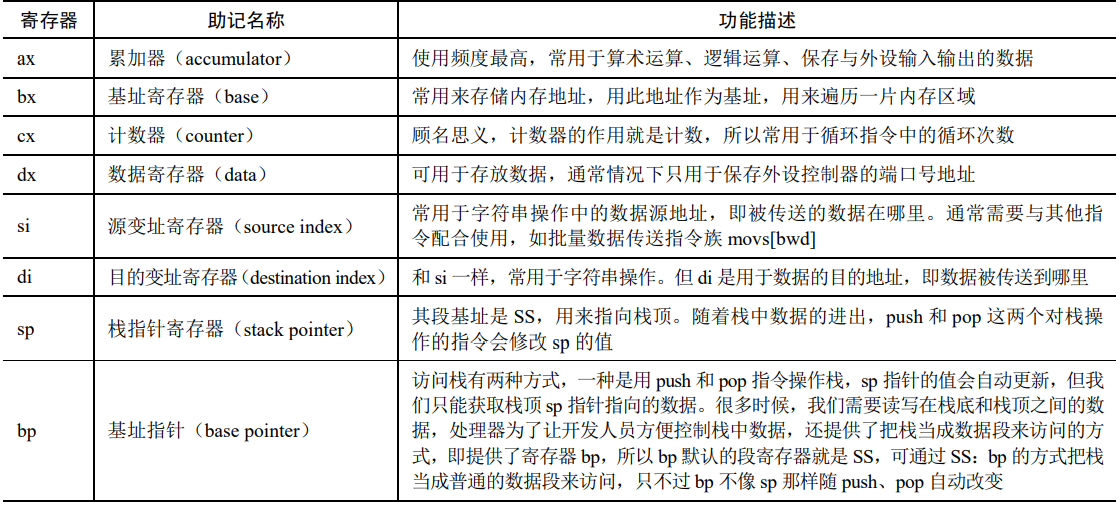 寄存器 助记名称 功能描述
ax 累加器（accumulator） 使用频度最高，常用于算术运算、逻辑运算、保存与外设输入输出的数据
bx 基址寄存器（base） 常用来存储内存地址，用此地址作为基址，用来遍历一片内存区域
cx 计数器（counter） 顾名思义，计数器的作用就是计数，所以常用于循环指令中的循环次数
dx 数据寄存器（data） 可用于存放数据，通常情况下只用于保存外设控制器的端口号地址
si 源变址寄存器（source index） 常用于字符串操作中的数据源地址，即被传送的数据在哪里。通常需要与其他指
令配合使用，如批量数据传送指令族 movs[bwd]
di 目的变址寄存器（destination index） 和 si 一样，常用于字符串操作。但 di 是用于数据的目的地址，即数据被传送到哪里
sp 栈指针寄存器（stack pointer） 其段基址是 SS，用来指向栈顶。随着栈中数据的进出，push 和 pop 这两个对栈操
作的指令会修改 sp 的值
bp 基址指针（base pointer） 访问栈有两种方式，一种是用 push 和 pop 指令操作栈，sp 指针的值会自动更新，但我
们只能获取栈顶 sp 指针指向的数据。很多时候，我们需要读写在栈底和栈顶之间的数
据，处理器为了让开发人员方便控制栈中数据，还提供了把栈当成数据段来访问的方
式，即提供了寄存器 bp，所以 bp 默认的段寄存器就是 SS，可通过 SS：bp 的方式把栈
当成普通的数据段来访问，只不过 bp 不像 sp 那样随 push、pop 自动改变